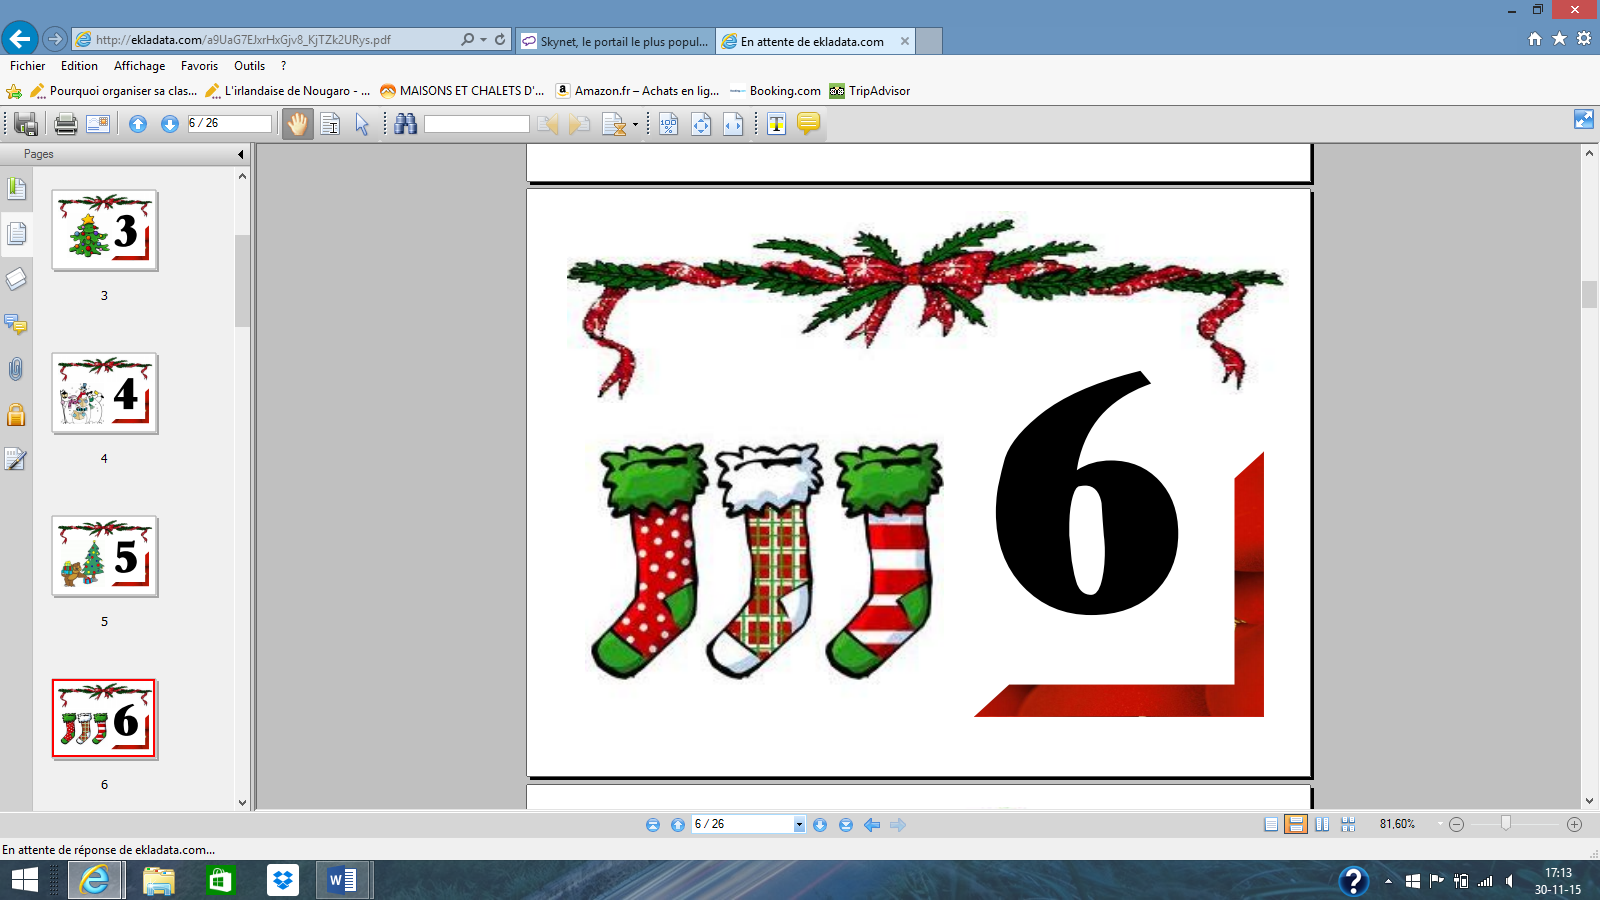 http://ekladata.com/a9UaG7EJxrHxGjv8_KjTZk2URys.pdf
Skynet, le portail le plus popul...
En attente de ekladata.com
Fichier Edition Affichage Favoris Outils ?
Pourquoi organiser sa clas...
L'irlandaise de Nougaro - ...
MAISONS ET CHALETS D'...
Amazon.fr – Achats en lig...
Booking.com
TripAdvisor
6 / 26
Pages
3
3
4
4
5
5
6
6
6
6 / 26
81,60%
En attente de réponse de ekladata.com...
17:13
30-11-15